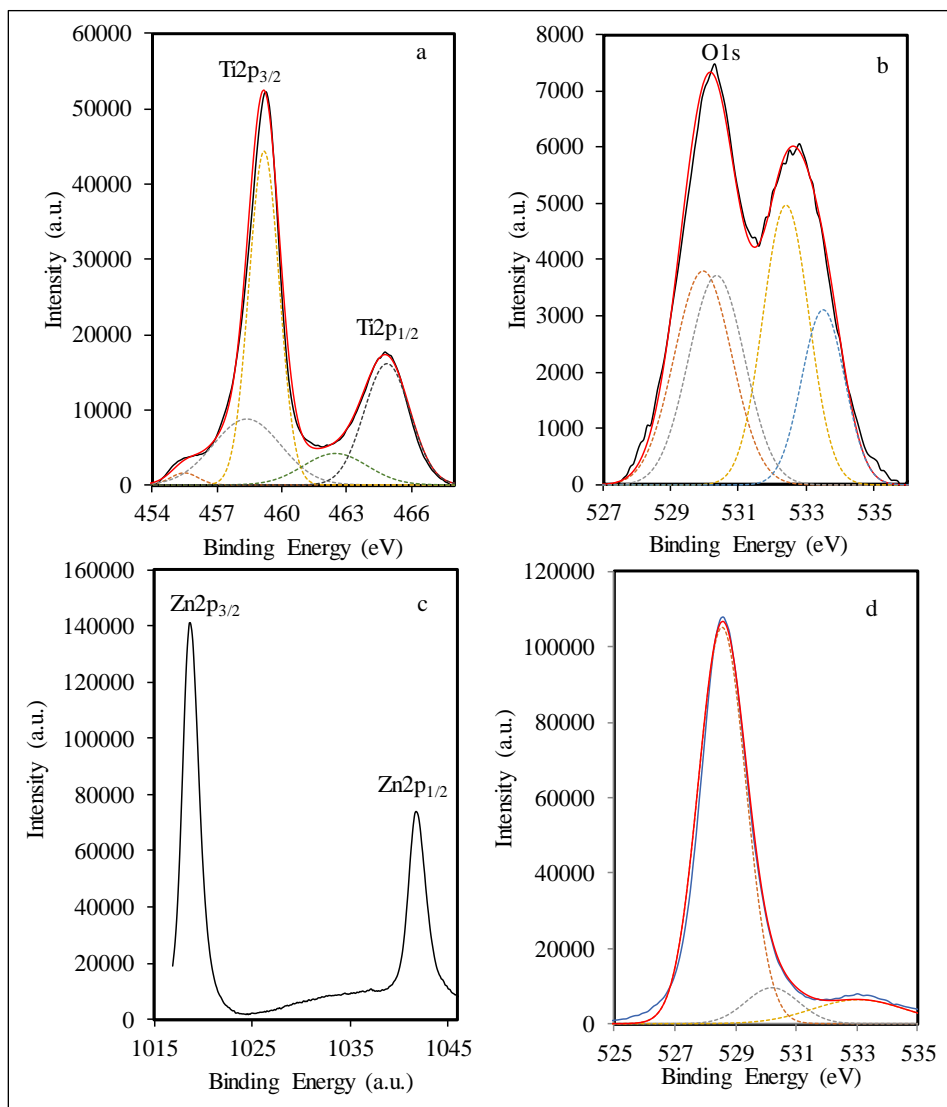 a
Ti2p3/2
Ti2p1/2
60000
50000
40000
30000
20000
10000
0
Intensity (a.u.)
454 457 460 463 466
Binding Energy (eV)
b
O1s
8000
7000
6000
5000
4000
3000
2000
1000
0
Intensity (a.u.)
527 529 531 533 535
Binding Energy (eV)
c
Zn2p3/2
Zn2p1/2
160000
140000
120000
100000
80000
60000
40000
20000
0
Intensity (a.u.)
1015 1025 1035 1045
Binding Energy (a.u.)
d
120000
100000
80000
60000
40000
20000
0
Intensity (a.u.)
525 527 529 531 533 535
Binding Energy (eV)